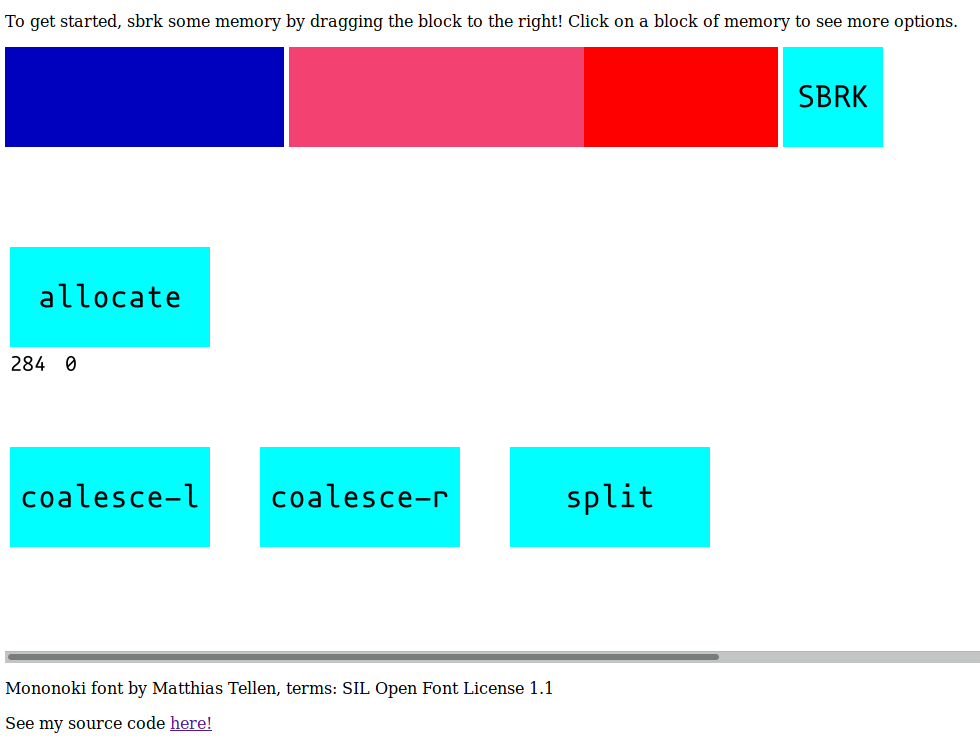 To get started, sbrk some memory by dragging the block to the right! Click on a block of memory to see more options.
SBRK
allocate
284 0
coalesce-l coalesce-r split
Mononoki font by Matthias Tellen, terms: SIL Open Font License 1.1
See my source code here!